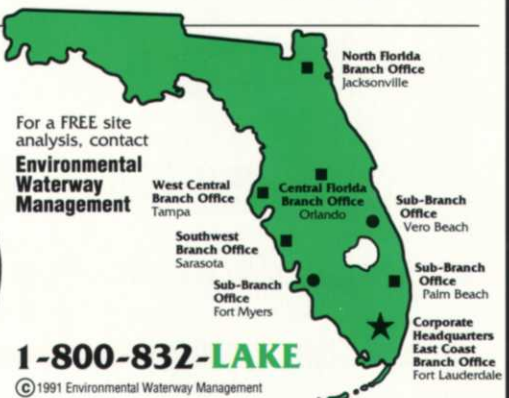 For a FREE site
analysis, contact
Environmental
Waterway
Management
North Florida
Branch Office
Jacksonville
West Central
Branch Office
Tampa
Central Florida
Branch Office
Orlando
Sub-Branch
Office
Vero Beach
Southwest
Branch Office
Sarasota
Sub-Branch
Office
Fort Myers
Sub-Branch
Office
Palm Beach
Corporate
Headquarters
East Coast
Branch Office
Fort Lauderdale
1-800-832-LAKE
©1991 Environmental Waterway Management